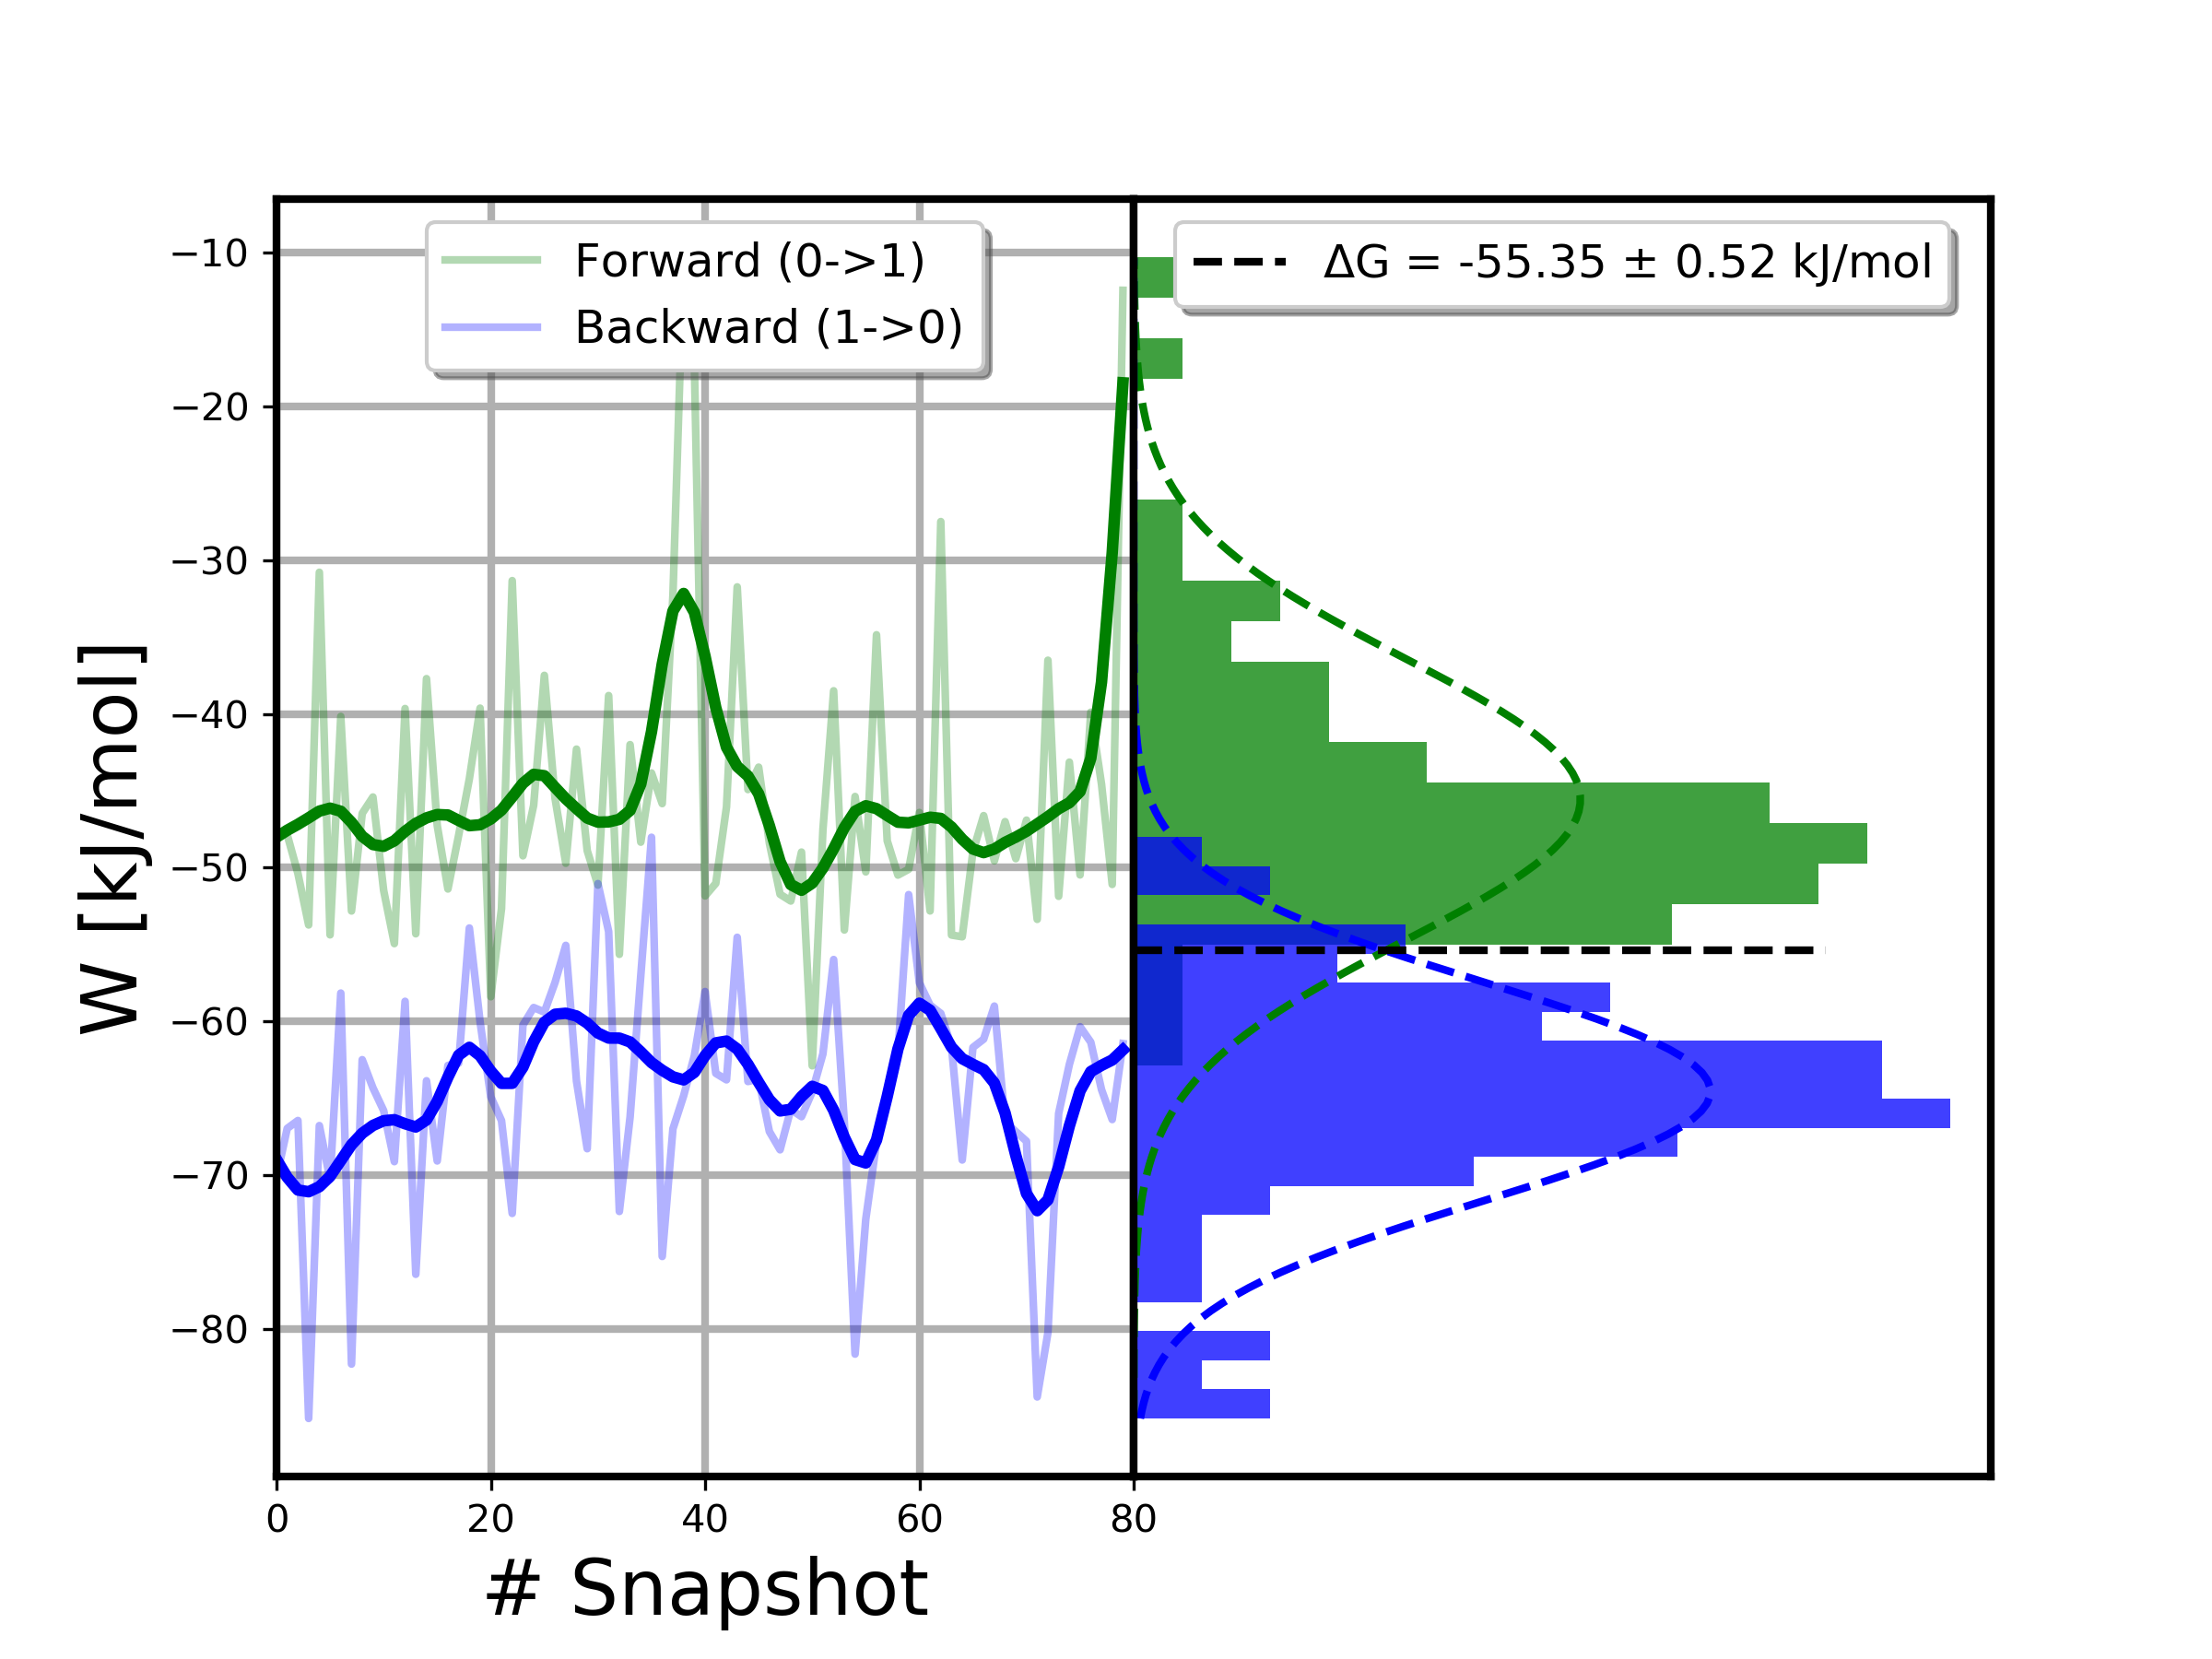 Forward (0->1)
Backward (1->0)
ΔG = -55.35 ± 0.52 kJ/mol
W [kJ/mol]
−10
−20
−30
−40
−50
−60
−70
−80
0 20 40 60 80
# Snapshot